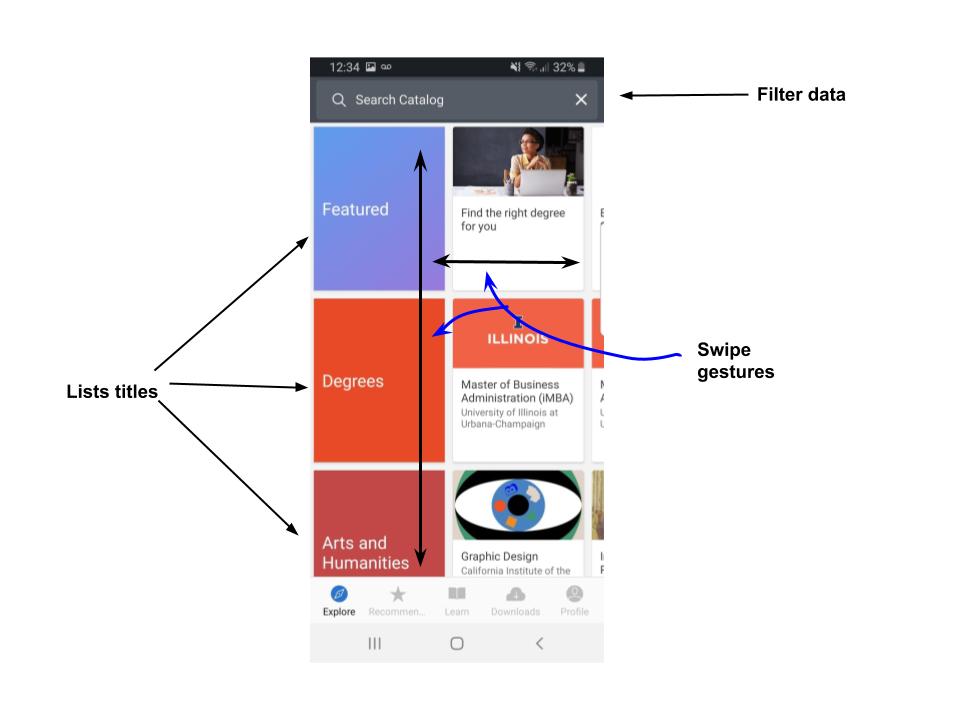 12:34
32%
Search Catalog
Filter data
Featured
Find the right degree
for you
ILLINOIS
Degrees
Master of Business
Administration (iMBA)
University of Illinois at
Urbana-Champaign
Swipe
gestures
Lists titles
Arts and
Humanities
Graphic Design
California Institute of the
Explore
Recommen...
Learn
Downloads
Profile